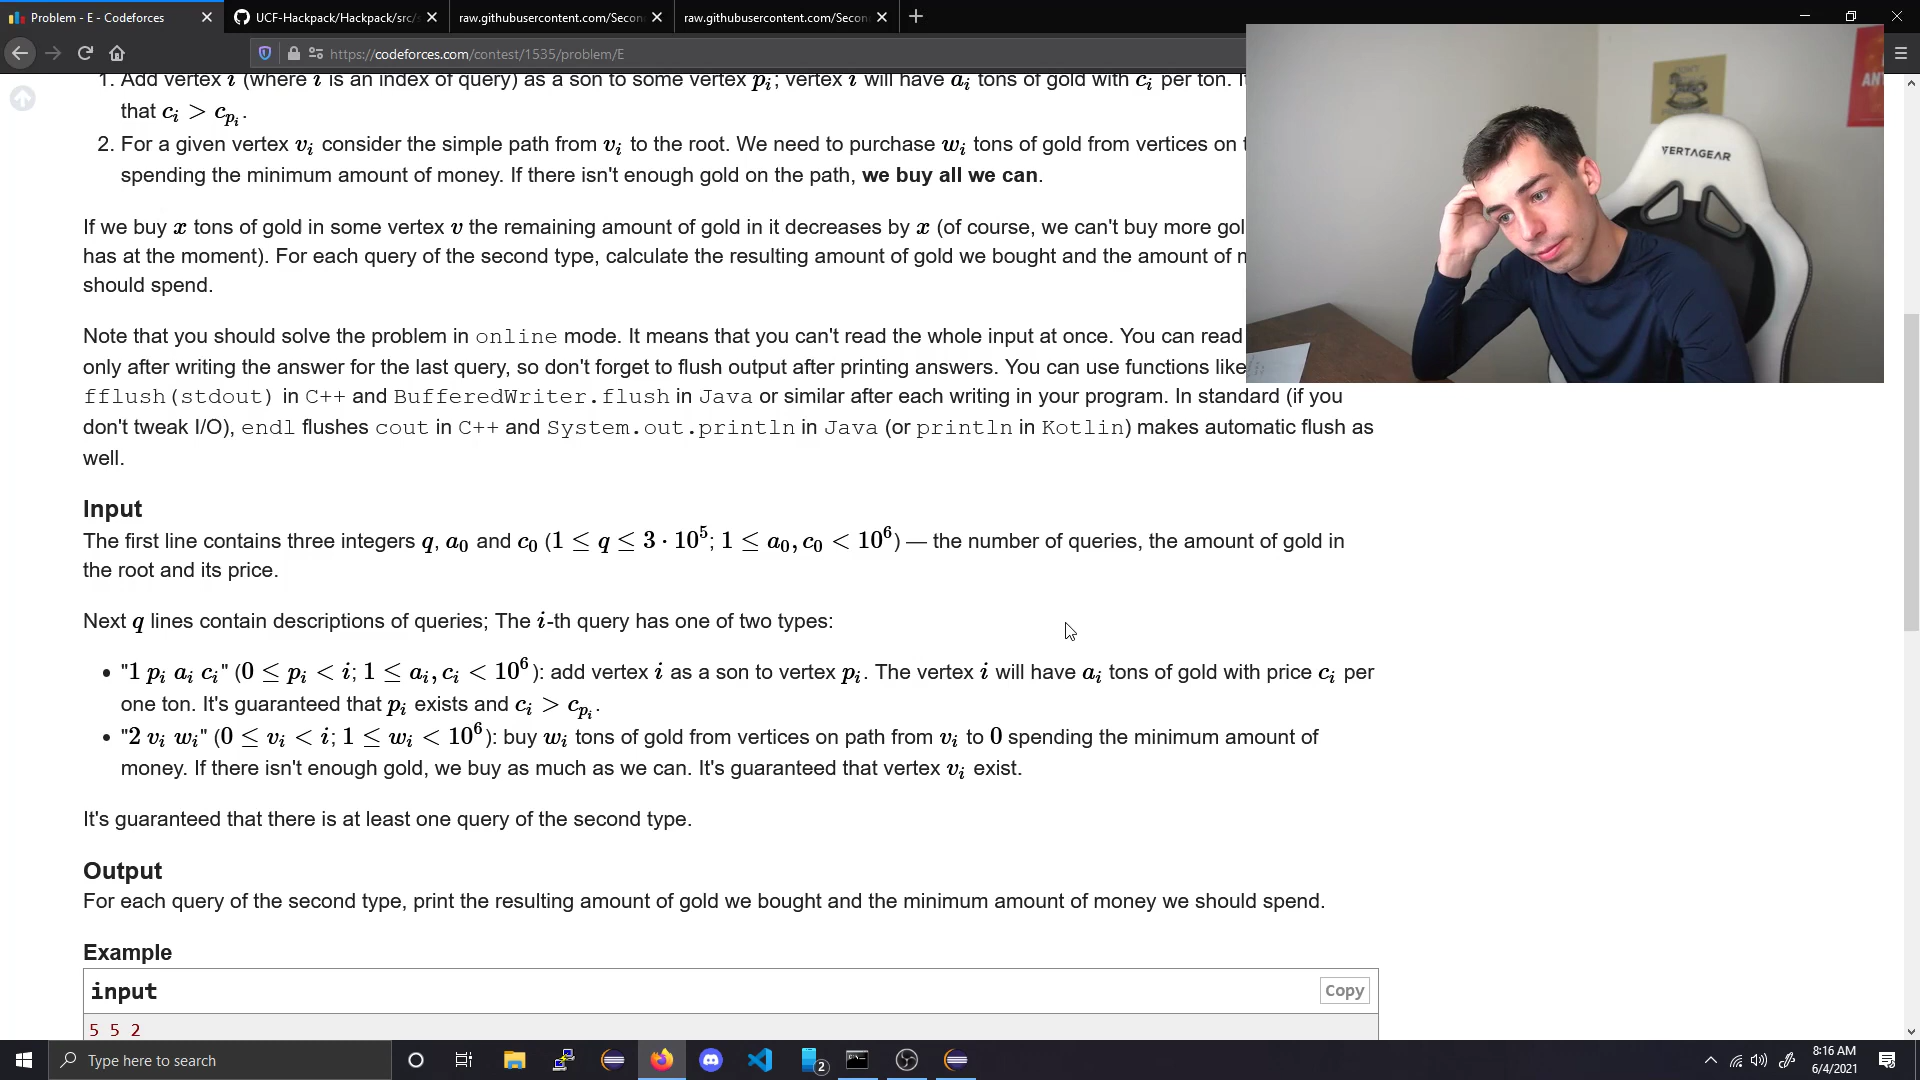 Problem - E - Codeforces
UCF-Hackpack/Hackpack/src/
raw.githubusercontent.com/Secon
raw.githubusercontent.com/Secon
https://codeforces.com/contest/1535/problem/E
1. Add vertex i (where i is an index of query) as a son to some vertex p_i; vertex i will have a_i tons of gold with c_i per ton.
that c_i > c_{p_i}.
2. For a given vertex v_i consider the simple path from v_i to the root. We need to purchase w_i tons of gold from vertices on
spending the minimum amount of money. If there isn't enough gold on the path, we buy all we can.
If we buy x tons of gold in some vertex v the remaining amount of gold in it decreases by x (of course, we can't buy more gol
has at the moment). For each query of the second type, calculate the resulting amount of gold we bought and the amount of
should spend.
Note that you should solve the problem in online mode. It means that you can't read the whole input at once. You can read
only after writing the answer for the last query, so don't forget to flush output after printing answers. You can use functions like
fflush(stdout) in C++ and BufferedWriter.flush in Java or similar after each writing in your program. In standard (if you
don't tweak I/O), endl flushes cout in C++ and System.out.println in Java (or println in Kotlin) makes automatic flush as
well.
Input
The first line contains three integers q, a_0 and c_0 (1 ≤ q ≤ 3 · 10^5; 1 ≤ a_0, c_0 < 10^6) — the number of queries, the amount of gold in
the root and its price.
Next q lines contain descriptions of queries; The i-th query has one of two types:
• "1 p_i a_i c_i" (0 ≤ p_i < i; 1 ≤ a_i, c_i < 10^6): add vertex i as a son to vertex p_i. The vertex i will have a_i tons of gold with price c_i per
one ton. It's guaranteed that p_i exists and c_i > c_{p_i}.
• "2 v_i w_i" (0 ≤ v_i < i; 1 ≤ w_i < 10^6): buy w_i tons of gold from vertices on path from v_i to 0 spending the minimum amount of
money. If there isn't enough gold, we buy as much as we can. It's guaranteed that vertex v_i exist.
It's guaranteed that there is at least one query of the second type.
Output
For each query of the second type, print the resulting amount of gold we bought and the minimum amount of money we should spend.
Example
input
Copy
5 5 2
VERTAGEAR
ANT
Type here to search
2
8:16 AM
6/4/2021